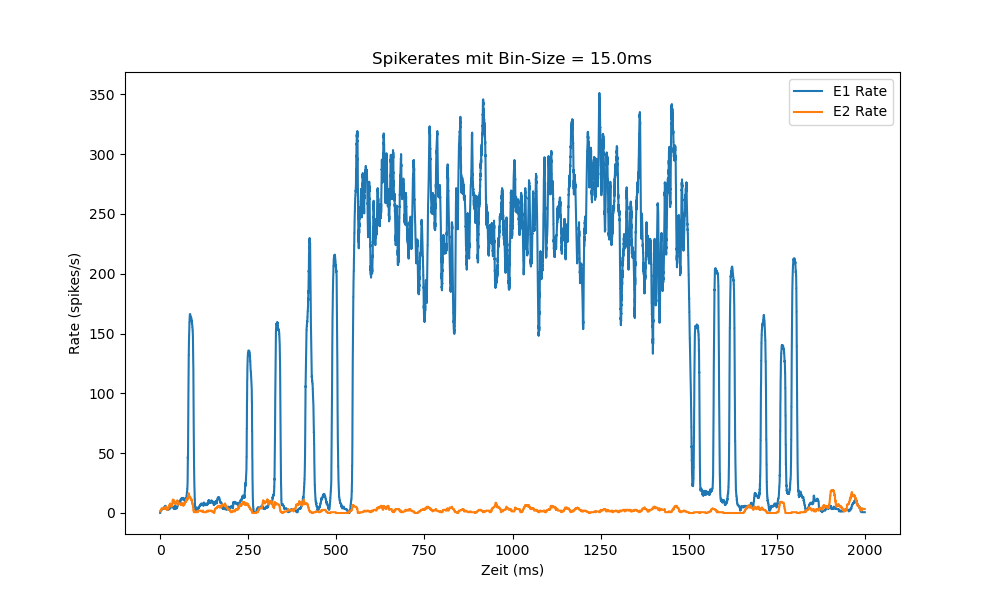 Spikerates mit Bin-Size = 15.0ms
E1 Rate
E2 Rate
Rate (spikes/s)
350
300
250
200
150
100
50
0
0 250 500 750 1000 1250 1500 1750 2000
Zeit (ms)